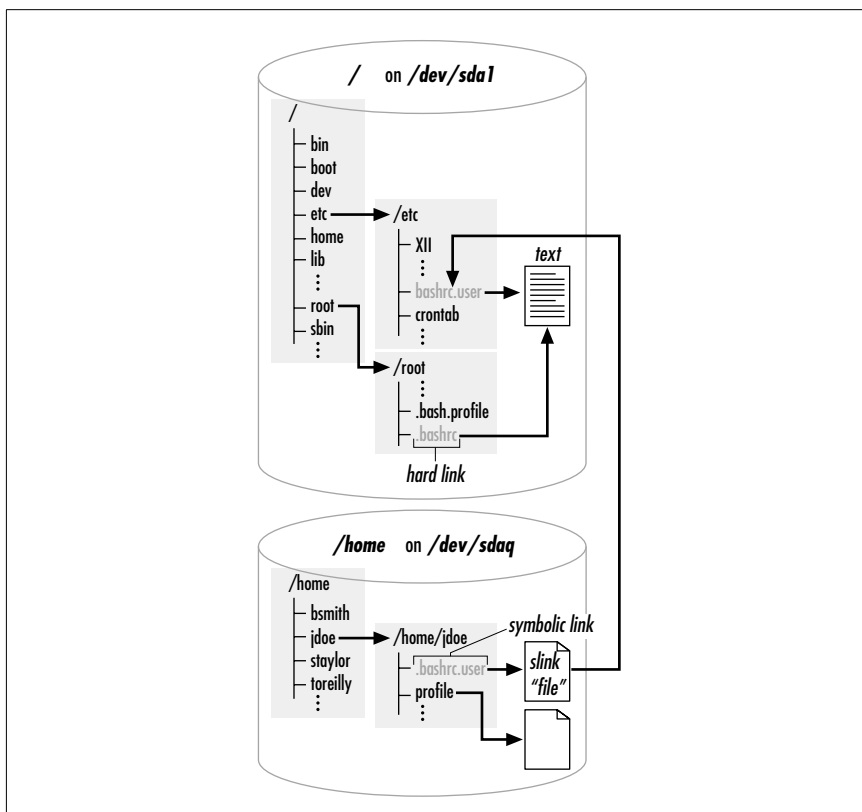 / on /dev/sda1
/
bin
boot
dev
etc
home
lib
root
sbin
/etc
XII
bashrc.user
crontab
text
/root
.bash.profile
.bashrc
hard link
/home on /dev/sdaq
/home
bsmith
jdoe
staylor
toreilly
/home/jdoe
.bashrc.user
profile
symbolic link
slink
“file”